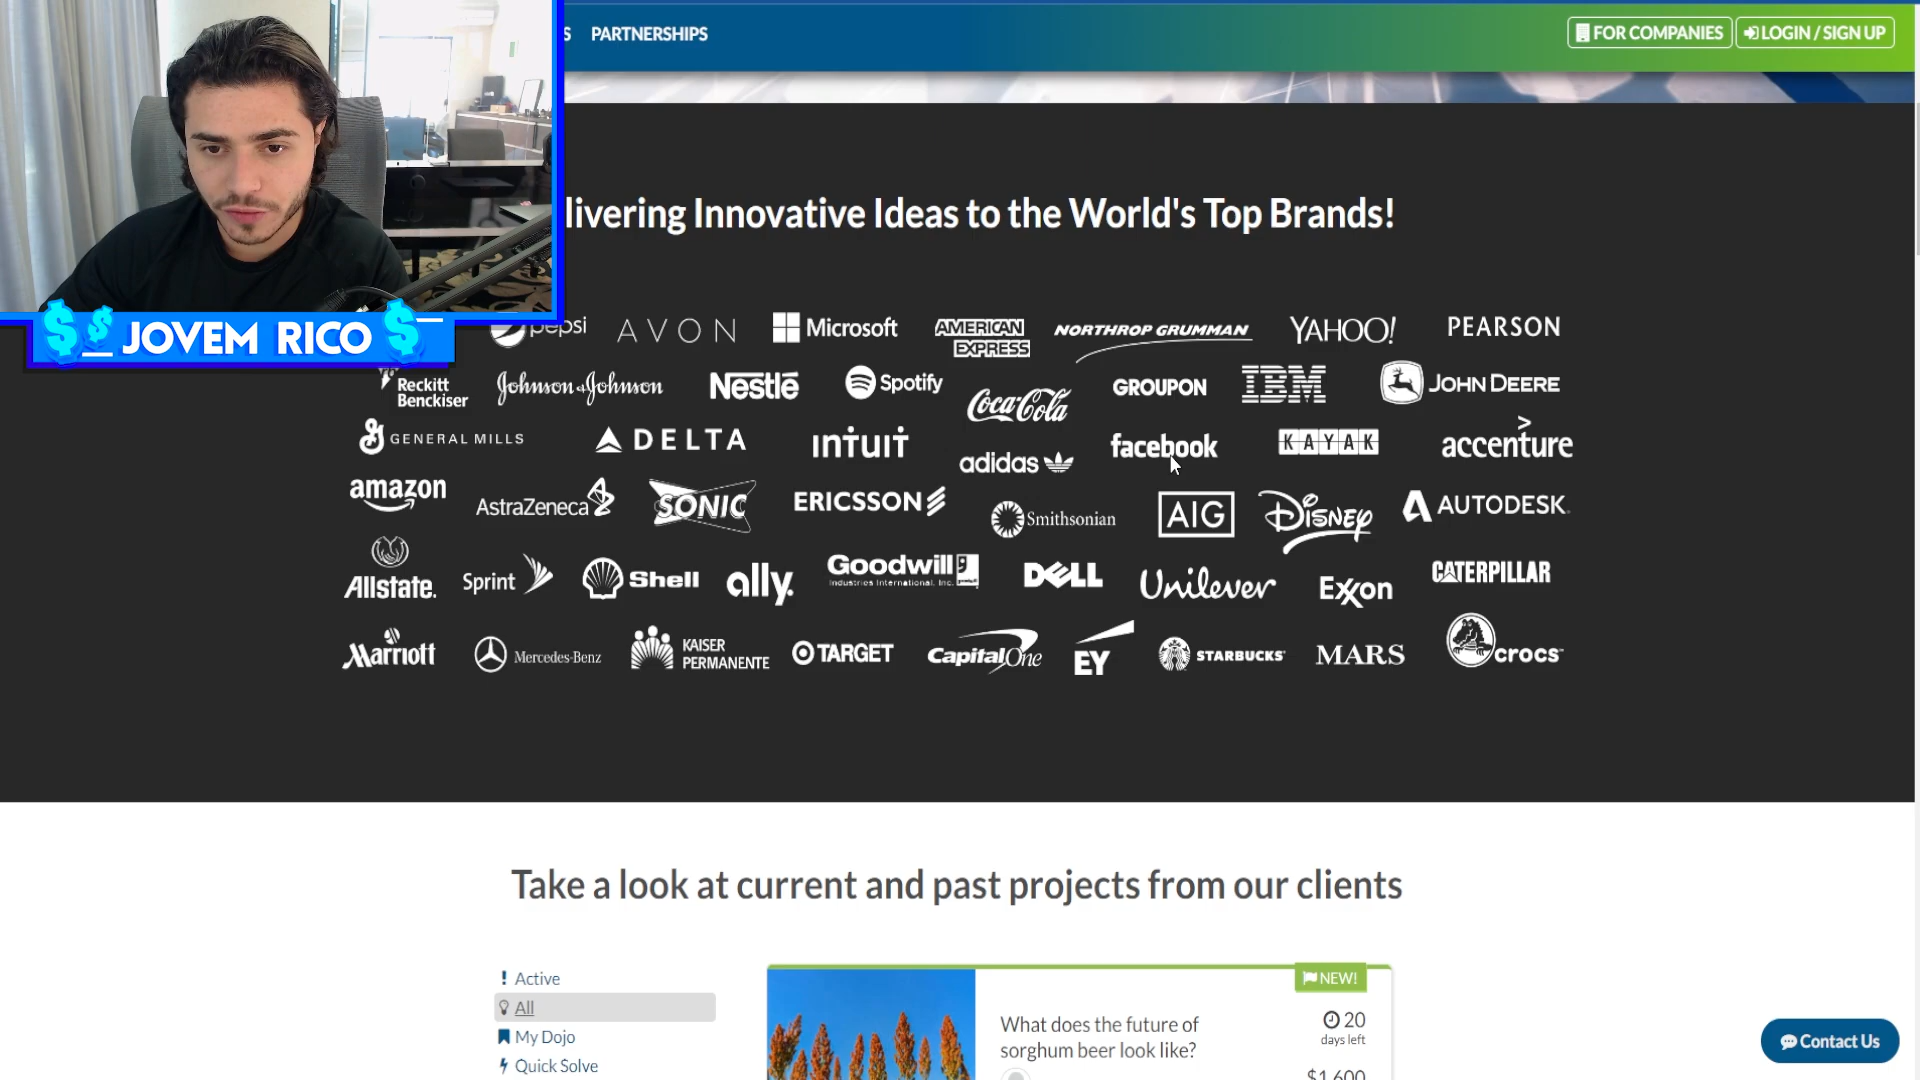 PARTNERSHIPS
FOR COMPANIES
LOGIN / SIGN UP
livering Innovative Ideas to the World's Top Brands!
JOVEM RICO
pepsi
AVON
Microsoft
AMERICAN EXPRESS
NORTHROP GRUMMAN
YAHOO!
PEARSON
Reckitt Benckiser
Johnson & Johnson
Nestlé
Spotify
Coca-Cola
GROUPON
IBM
JOHN DEERE
GENERAL MILLS
DELTA
intuit
adidas
facebook
KAYAK
accenture
amazon
AstraZeneca
SONIC
ERICSSON
Smithsonian
AIG
Disney
AUTODESK
Allstate.
Sprint
Shell
ally.
Goodwill
Industries International, Inc.
DELL
Unilever
Exxon
CATERPILLAR
Marriott
Mercedes-Benz
KAISER PERMANENTE
TARGET
Capital One
EY
STARBUCKS
MARS
crocs™
Take a look at current and past projects from our clients
Active
All
My Dojo
Quick Solve
NEW!
What does the future of
sorghum beer look like?
20
days left
$1,600
Contact Us